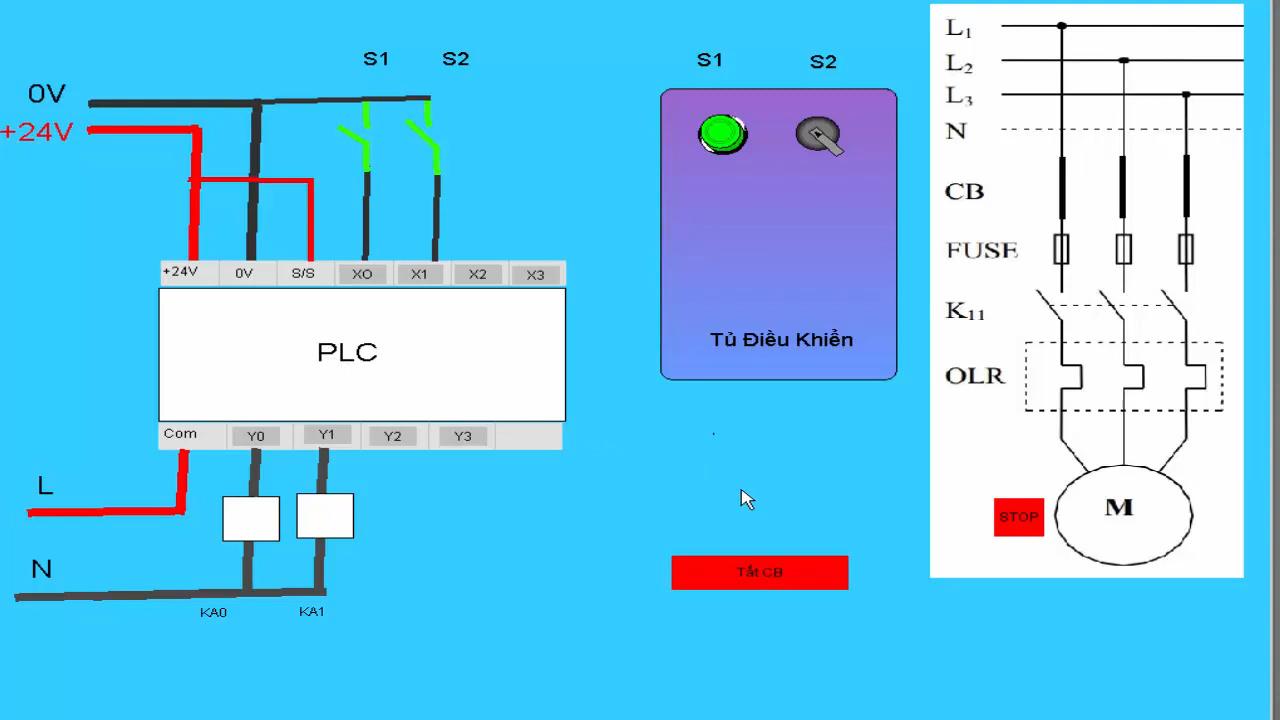 S1 S2
0V
+24V
+24V 0V S/S XO X1 X2 X3
PLC
Com Y0 Y1 Y2 Y3
L
N
KA0 KA1
S1 S2
Tủ Điều Khiển
Tắt CB
L1
L2
L3
N
CB
FUSE
K11
OLR
M
STOP